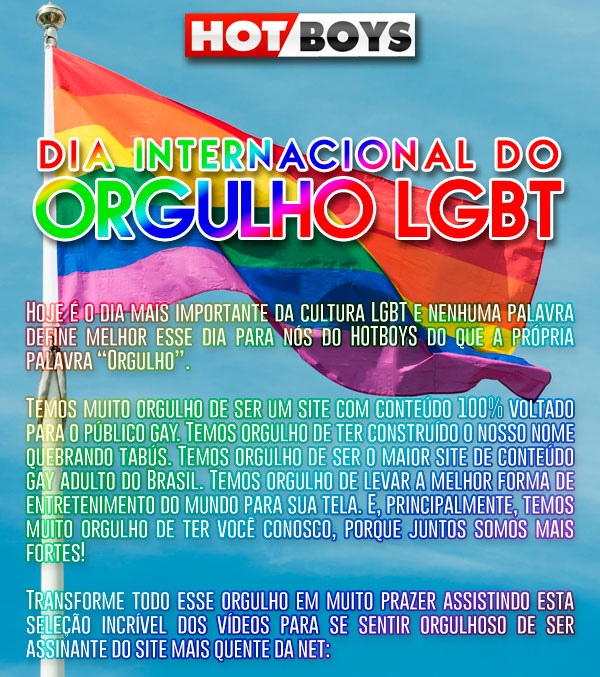 HOT BOYS
DIA INTERNACIONAL DO
ORGULHO LGBT
HOJE É O DIA MAIS IMPORTANTE DA CULTURA LGBT E NENHUMA PALAVRA
DEFINE MELHOR ESSE DIA PARA NÓS DO HOTBOYS DO QUE A PRÓPRIA
PALAVRA “ORGULHO”.
TEMOS MUITO ORGULHO DE SER UM SITE COM CONTEÚDO 100% VOLTADO
PARA O PÚBLICO GAY. TEMOS ORGULHO DE TER CONSTRUÍDO O NOSSO NOME
QUEBRANDO TABÚS. TEMOS ORGULHO DE SER O MAIOR SITE DE CONTEÚDO
GAY ADULTO DO BRASIL. TEMOS ORGULHO DE LEVAR A MELHOR FORMA DE
ENTRETENIMENTO DO MUNDO PARA SUA TELA. E, PRINCIPALMENTE, TEMOS
MUITO ORGULHO DE TER VOCÊ CONOSCO, PORQUE JUNTOS SOMOS MAIS
FORTES!
TRANSFORME TODO ESSE ORGULHO EM MUITO PRAZER ASSISTINDO ESTA
SELEÇÃO INCRÍVEL DOS VÍDEOS PARA SE SENTIR ORGULHOSO DE SER
ASSINANTE DO SITE MAIS QUENTE DA NET: